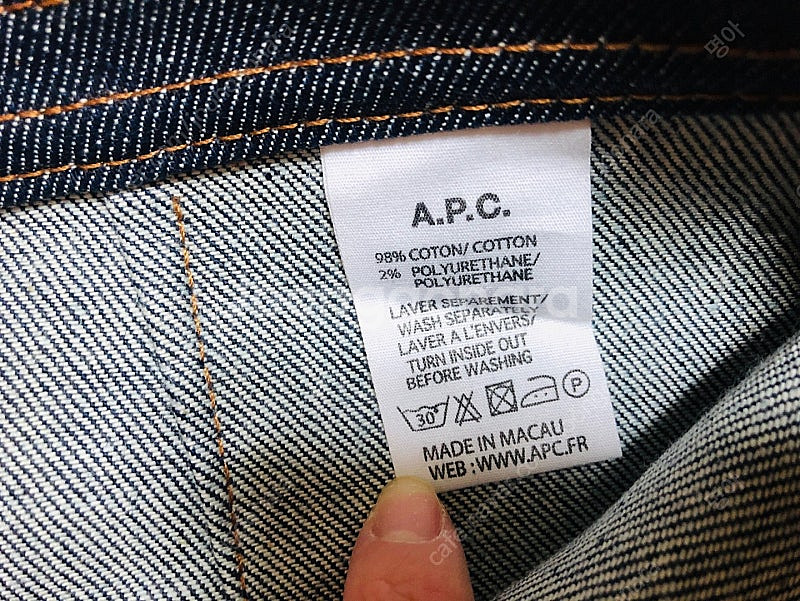 A.P.C.
98% COTON/ COTTON
2% POLYURETHANE/
POLYURETHANE
LAVER SEPAREMENT/
WASH SEPARATELY
LAVER A L'ENVERS/
TURN INSIDE OUT
BEFORE WASHING
30° P
MADE IN MACAU
WEB :WWW.APC.FR